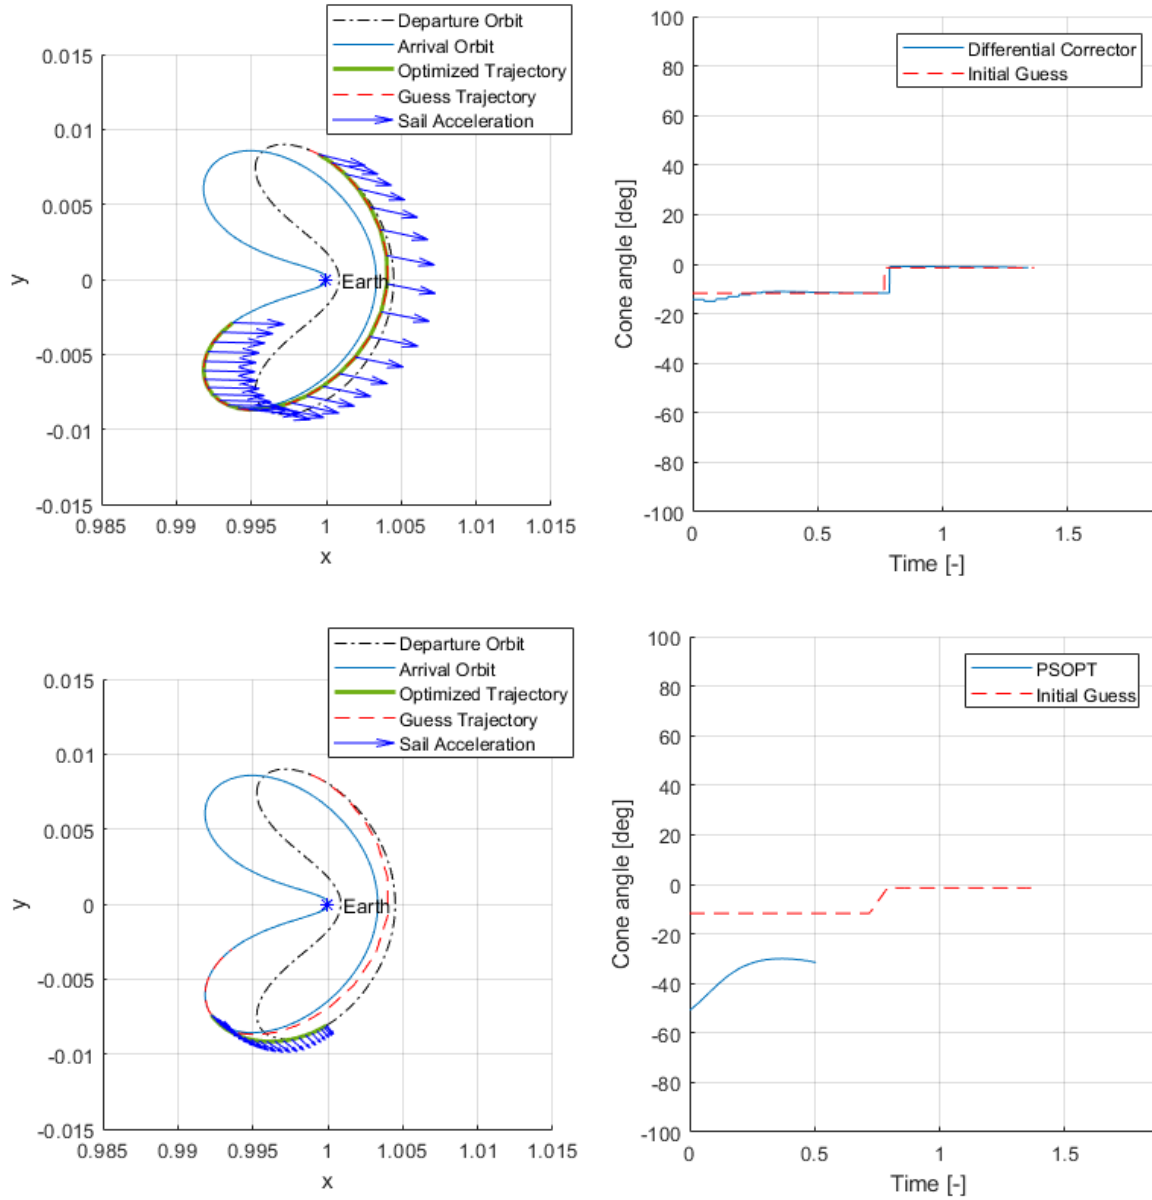 Departure Orbit
Arrival Orbit
Optimized Trajectory
Guess Trajectory
Sail Acceleration
0.015
0.01
0.005
0
-0.005
-0.01
-0.015
y
Earth
0.985
0.99
0.995
1
1.005
1.01
1.015
x
100
80
60
40
20
0
-20
-40
-60
-80
-100
Cone angle [deg]
Differential Corrector
Initial Guess
0
0.5
1
1.5
Time [-]
Departure Orbit
Arrival Orbit
Optimized Trajectory
Guess Trajectory
Sail Acceleration
0.015
0.01
0.005
0
-0.005
-0.01
-0.015
y
Earth
0.985
0.99
0.995
1
1.005
1.01
1.015
x
100
80
60
40
20
0
-20
-40
-60
-80
-100
Cone angle [deg]
PSOPT
Initial Guess
0
0.5
1
1.5
Time [-]